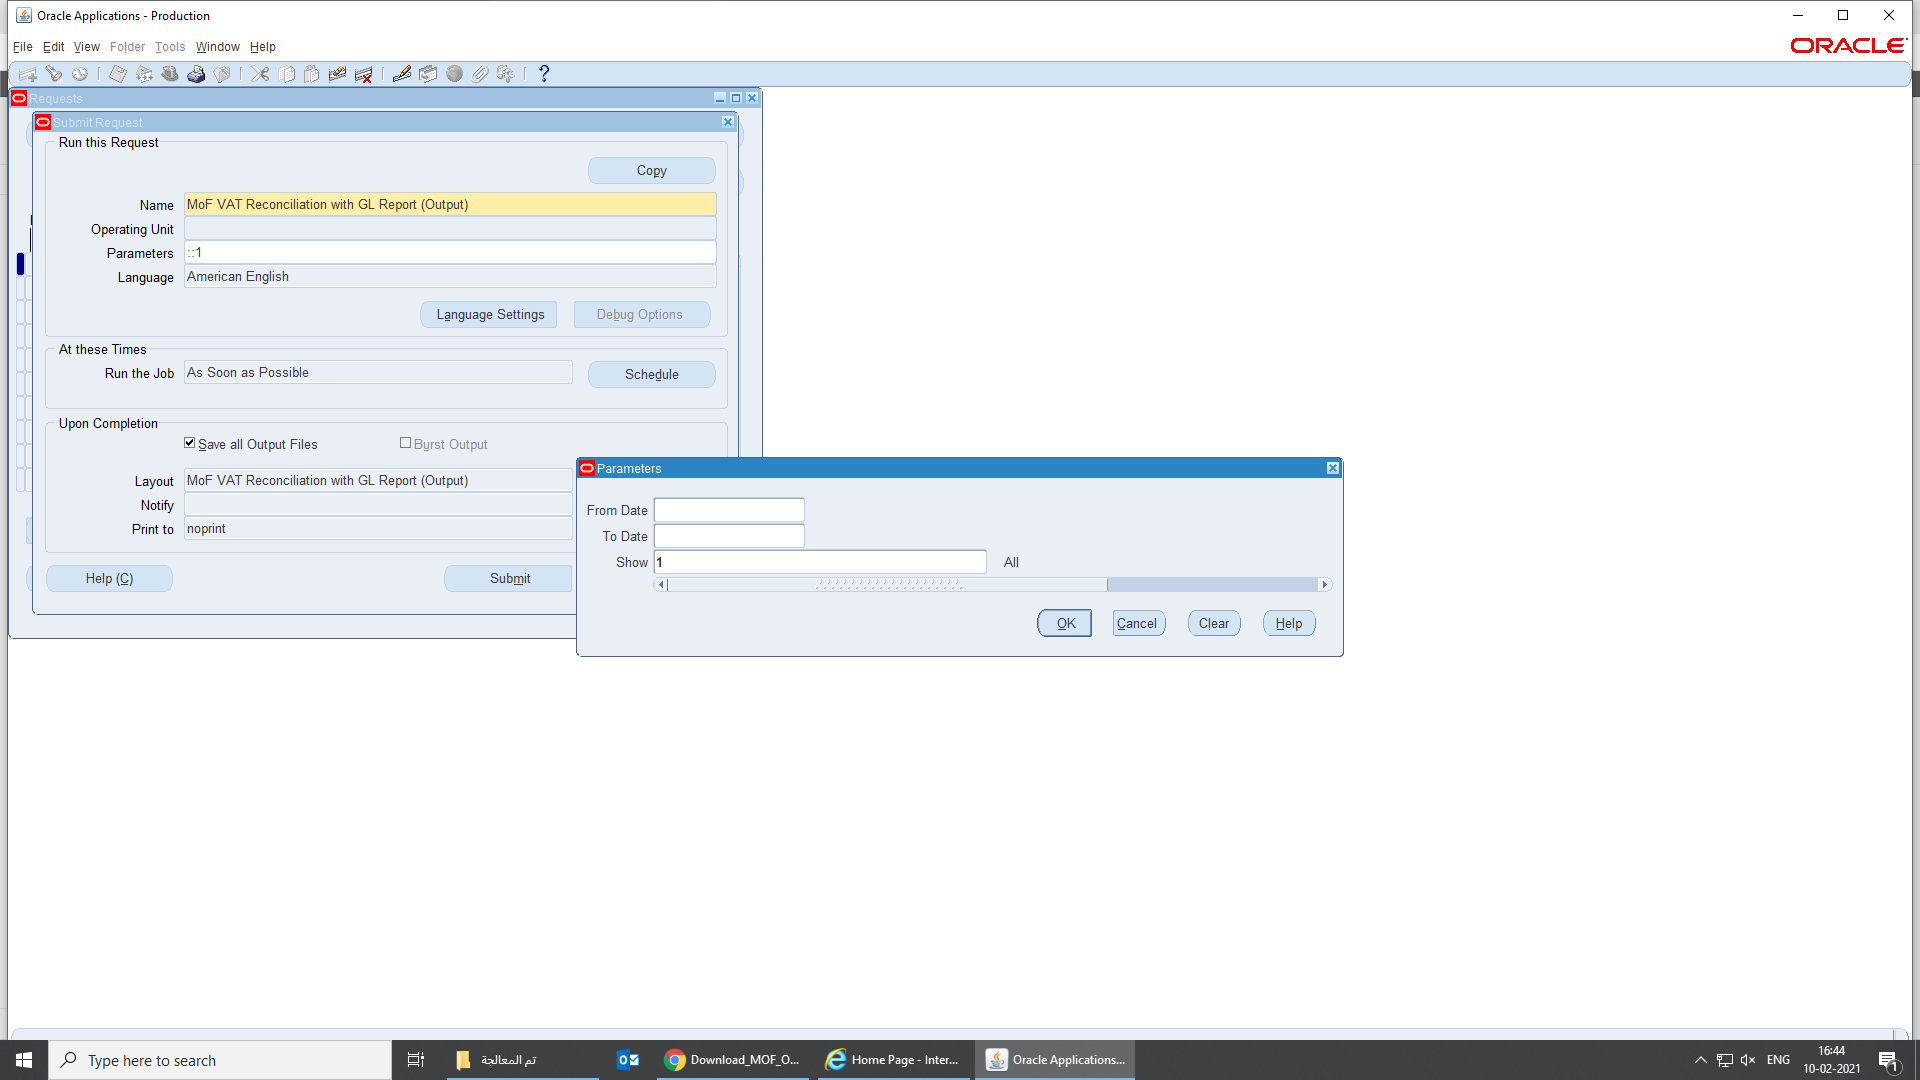 Oracle Applications - Production
File Edit View Folder Tools Window Help
ORACLE
Requests
Submit Request
Run this Request
Copy
Name MoF VAT Reconciliation with GL Report (Output)
Operating Unit
Parameters ::1
Language American English
Language Settings Debug Options
At these Times
Run the Job As Soon as Possible Schedule
Upon Completion
Save all Output Files Burst Output
Layout MoF VAT Reconciliation with GL Report (Output)
Notify
Print to noprint
Help (C) Submit
Parameters
From Date
To Date
Show 1 All
OK Cancel Clear Help
Type here to search
تم المعالجة
Download_MOF_O...
Home Page - Inter...
Oracle Applications...
ENG
16:44
10-02-2021
1